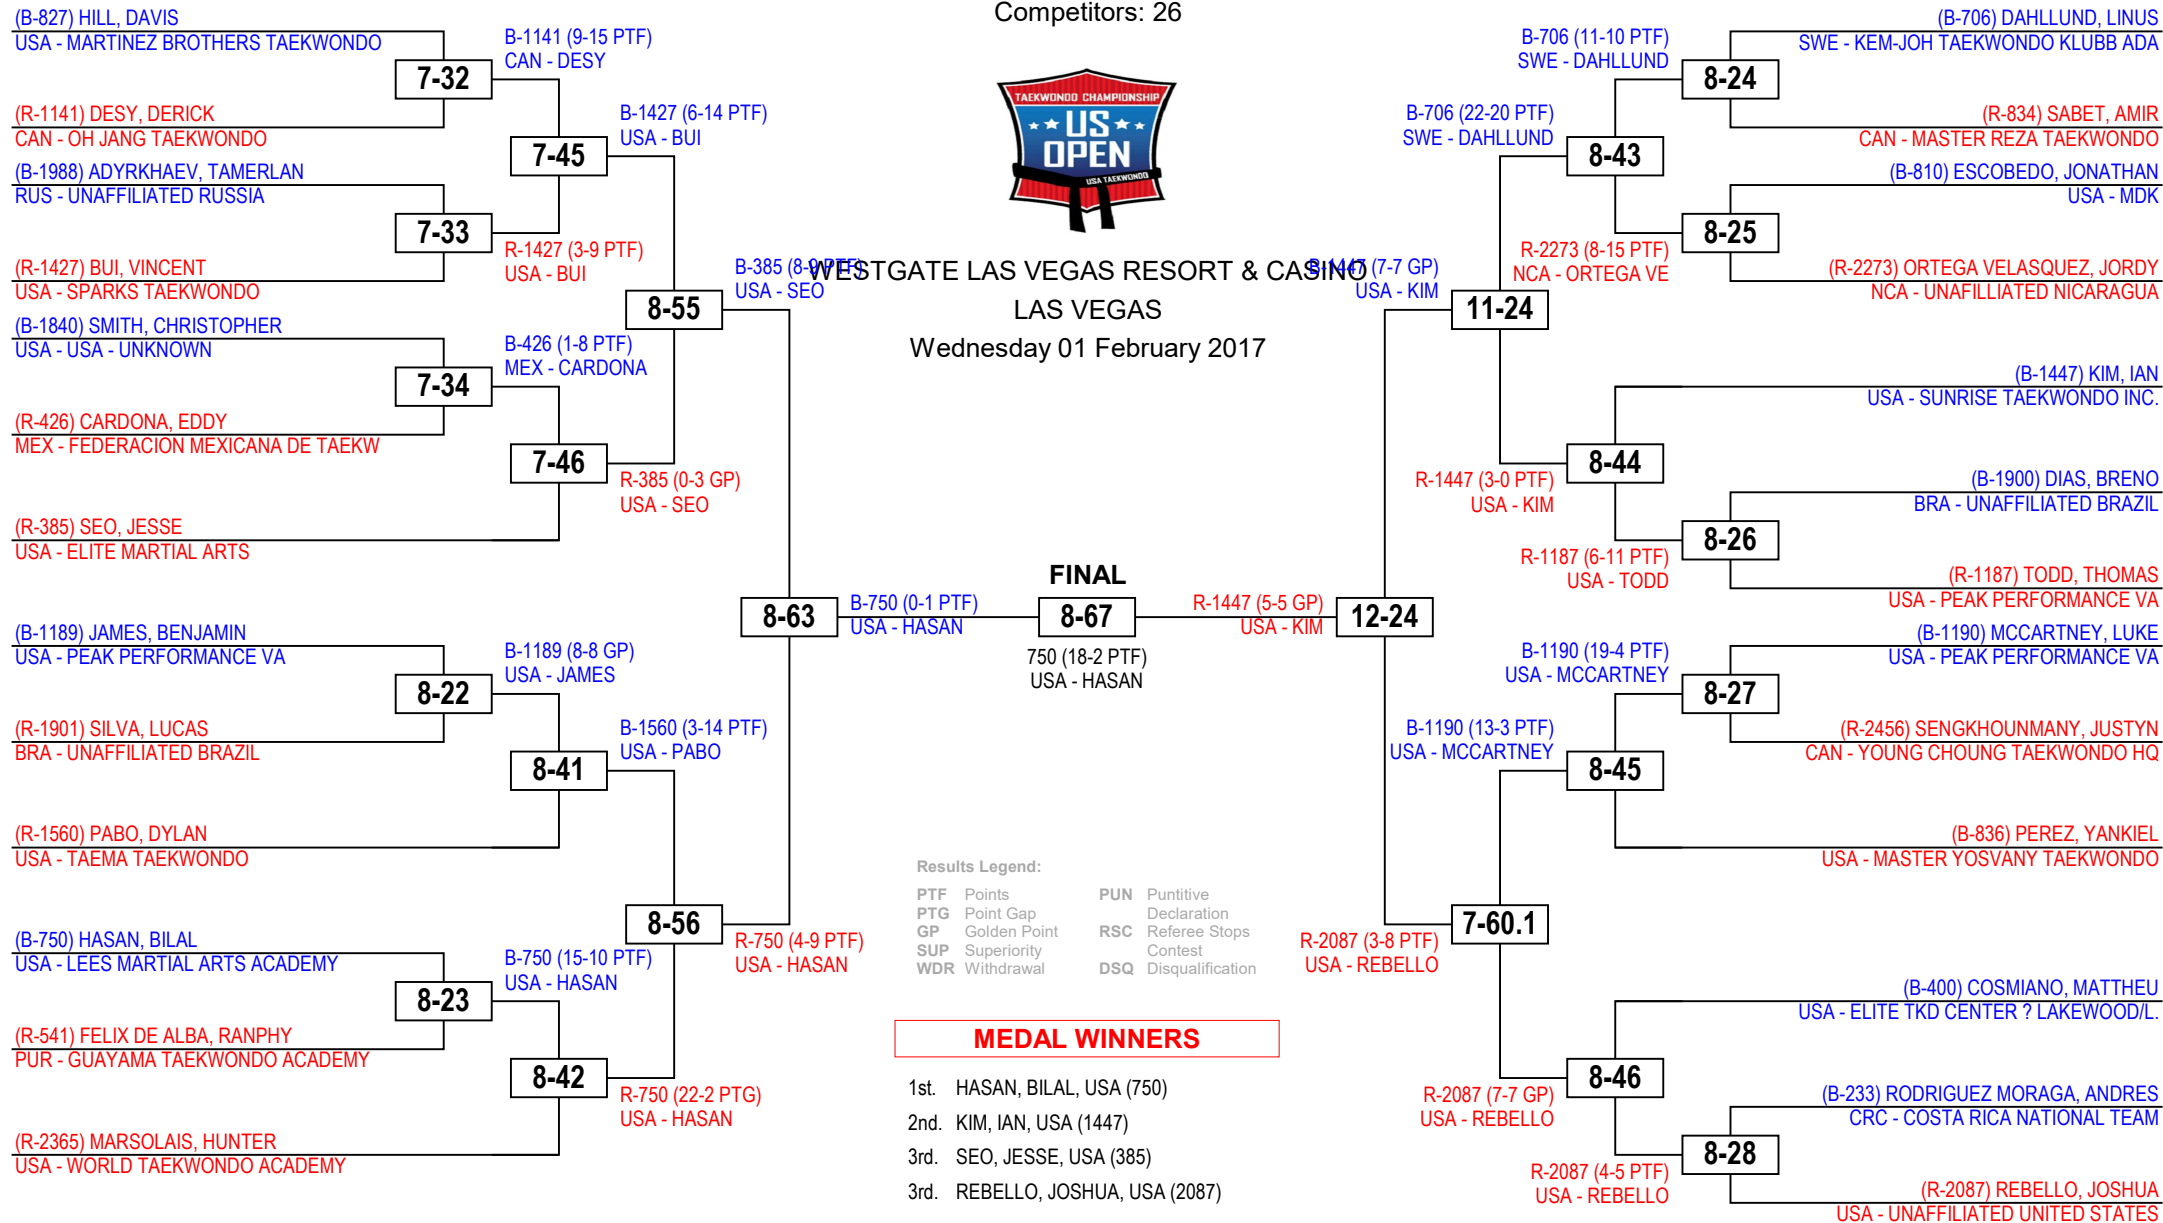 Competitors: 26
TAEKWONDO CHAMPIONSHIP
US
OPEN
USA TAEKWONDO
WESTGATE LAS VEGAS RESORT & CASINO
LAS VEGAS
Wednesday 01 February 2017
(B-827) HILL, DAVIS
USA - MARTINEZ BROTHERS TAEKWONDO
7-32
(R-1141) DESY, DERICK
CAN - OH JANG TAEKWONDO
(B-1988) ADYRKHAEV, TAMERLAN
RUS - UNAFFILIATED RUSSIA
7-33
(R-1427) BUI, VINCENT
USA - SPARKS TAEKWONDO
(B-1840) SMITH, CHRISTOPHER
USA - USA - UNKNOWN
7-34
(R-426) CARDONA, EDDY
MEX - FEDERACION MEXICANA DE TAEKW
(R-385) SEO, JESSE
USA - ELITE MARTIAL ARTS
(B-1189) JAMES, BENJAMIN
USA - PEAK PERFORMANCE VA
8-22
(R-1901) SILVA, LUCAS
BRA - UNAFFILIATED BRAZIL
(R-1560) PABO, DYLAN
USA - TAEMA TAEKWONDO
(B-750) HASAN, BILAL
USA - LEES MARTIAL ARTS ACADEMY
8-23
(R-541) FELIX DE ALBA, RANPHY
PUR - GUAYAMA TAEKWONDO ACADEMY
(R-2365) MARSOLAIS, HUNTER
USA - WORLD TAEKWONDO ACADEMY
B-1141 (9-15 PTF)
CAN - DESY
7-45
R-1427 (3-9 PTF)
USA - BUI
B-426 (1-8 PTF)
MEX - CARDONA
7-46
B-1189 (8-8 GP)
USA - JAMES
8-41
B-750 (15-10 PTF)
USA - HASAN
8-42
B-1427 (6-14 PTF)
USA - BUI
8-55
R-385 (0-3 GP)
USA - SEO
B-1560 (3-14 PTF)
USA - PABO
8-56
R-750 (22-2 PTG)
USA - HASAN
B-385 (8-9 PTF)
USA - SEO
8-63
R-750 (4-9 PTF)
USA - HASAN
B-750 (0-1 PTF)
USA - HASAN
FINAL
8-67
750 (18-2 PTF)
USA - HASAN
R-1447 (5-5 GP)
USA - KIM
12-24
B-1447 (7-7 GP)
USA - KIM
11-24
R-2087 (3-8 PTF)
USA - REBELLO
7-60.1
B-706 (22-20 PTF)
SWE - DAHLLUND
8-43
R-1447 (3-0 PTF)
USA - KIM
8-44
B-1190 (13-3 PTF)
USA - MCCARTNEY
8-45
R-2087 (7-7 GP)
USA - REBELLO
8-46
B-706 (11-10 PTF)
SWE - DAHLLUND
8-24
R-2273 (8-15 PTF)
NCA - ORTEGA VE
8-25
R-1187 (6-11 PTF)
USA - TODD
8-26
B-1190 (19-4 PTF)
USA - MCCARTNEY
8-27
R-2087 (4-5 PTF)
USA - REBELLO
8-28
(B-706) DAHLLUND, LINUS
SWE - KEM-JOH TAEKWONDO KLUBB ADA
(R-834) SABET, AMIR
CAN - MASTER REZA TAEKWONDO
(B-810) ESCOBEDO, JONATHAN
USA - MDK
(R-2273) ORTEGA VELASQUEZ, JORDY
NCA - UNAFILLIATED NICARAGUA
(B-1447) KIM, IAN
USA - SUNRISE TAEKWONDO INC.
(B-1900) DIAS, BRENO
BRA - UNAFFILIATED BRAZIL
(R-1187) TODD, THOMAS
USA - PEAK PERFORMANCE VA
(B-1190) MCCARTNEY, LUKE
USA - PEAK PERFORMANCE VA
(R-2456) SENGKHOUNMANY, JUSTYN
CAN - YOUNG CHOUNG TAEKWONDO HQ
(B-836) PEREZ, YANKIEL
USA - MASTER YOSVANY TAEKWONDO
(B-400) COSMIANO, MATTHEU
USA - ELITE TKD CENTER ? LAKEWOOD/L.
(B-233) RODRIGUEZ MORAGA, ANDRES
CRC - COSTA RICA NATIONAL TEAM
(R-2087) REBELLO, JOSHUA
USA - UNAFFILIATED UNITED STATES
Results Legend:
PTF Points
PTG Point Gap
GP Golden Point
SUP Superiority
WDR Withdrawal
PUN Puntitive
Declaration
RSC Referee Stops
Contest
DSQ Disqualification
MEDAL WINNERS
1st. HASAN, BILAL, USA (750)
2nd. KIM, IAN, USA (1447)
3rd. SEO, JESSE, USA (385)
3rd. REBELLO, JOSHUA, USA (2087)